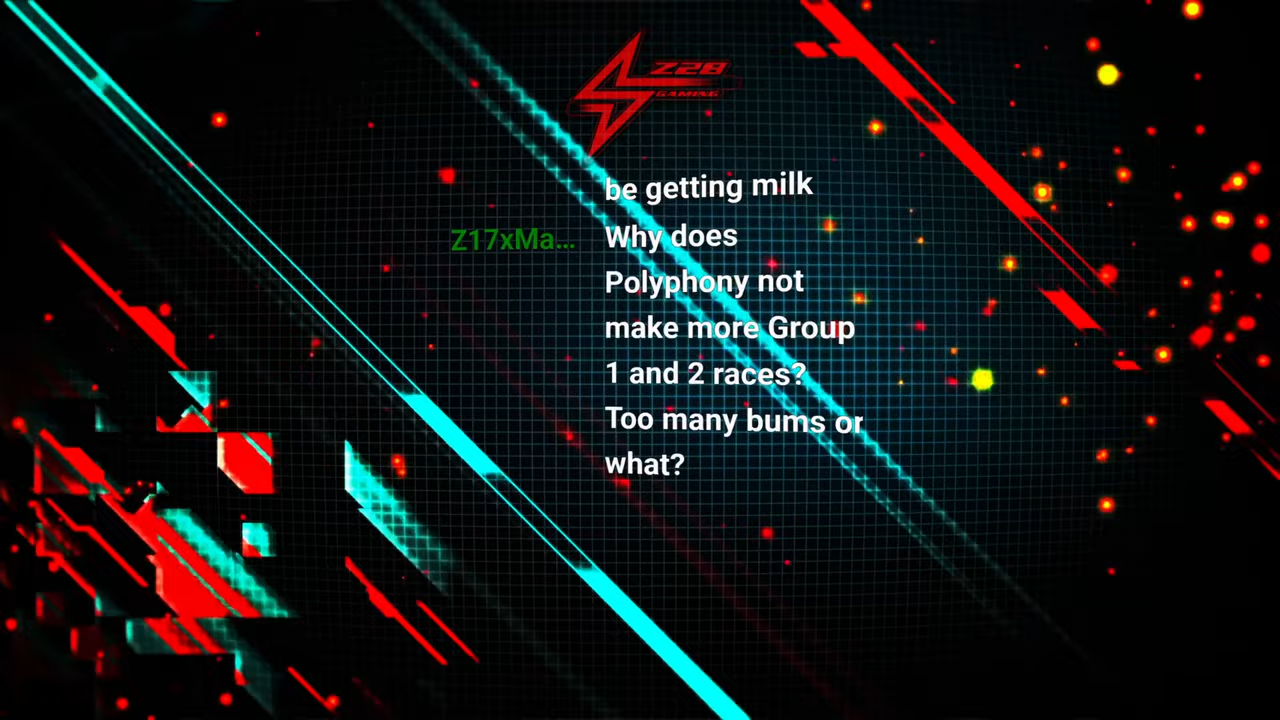 Z28
GAMING
be getting milk
Z17xMa... Why does
Polyphony not
make more Group
1 and 2 races?
Too many bums or
what?